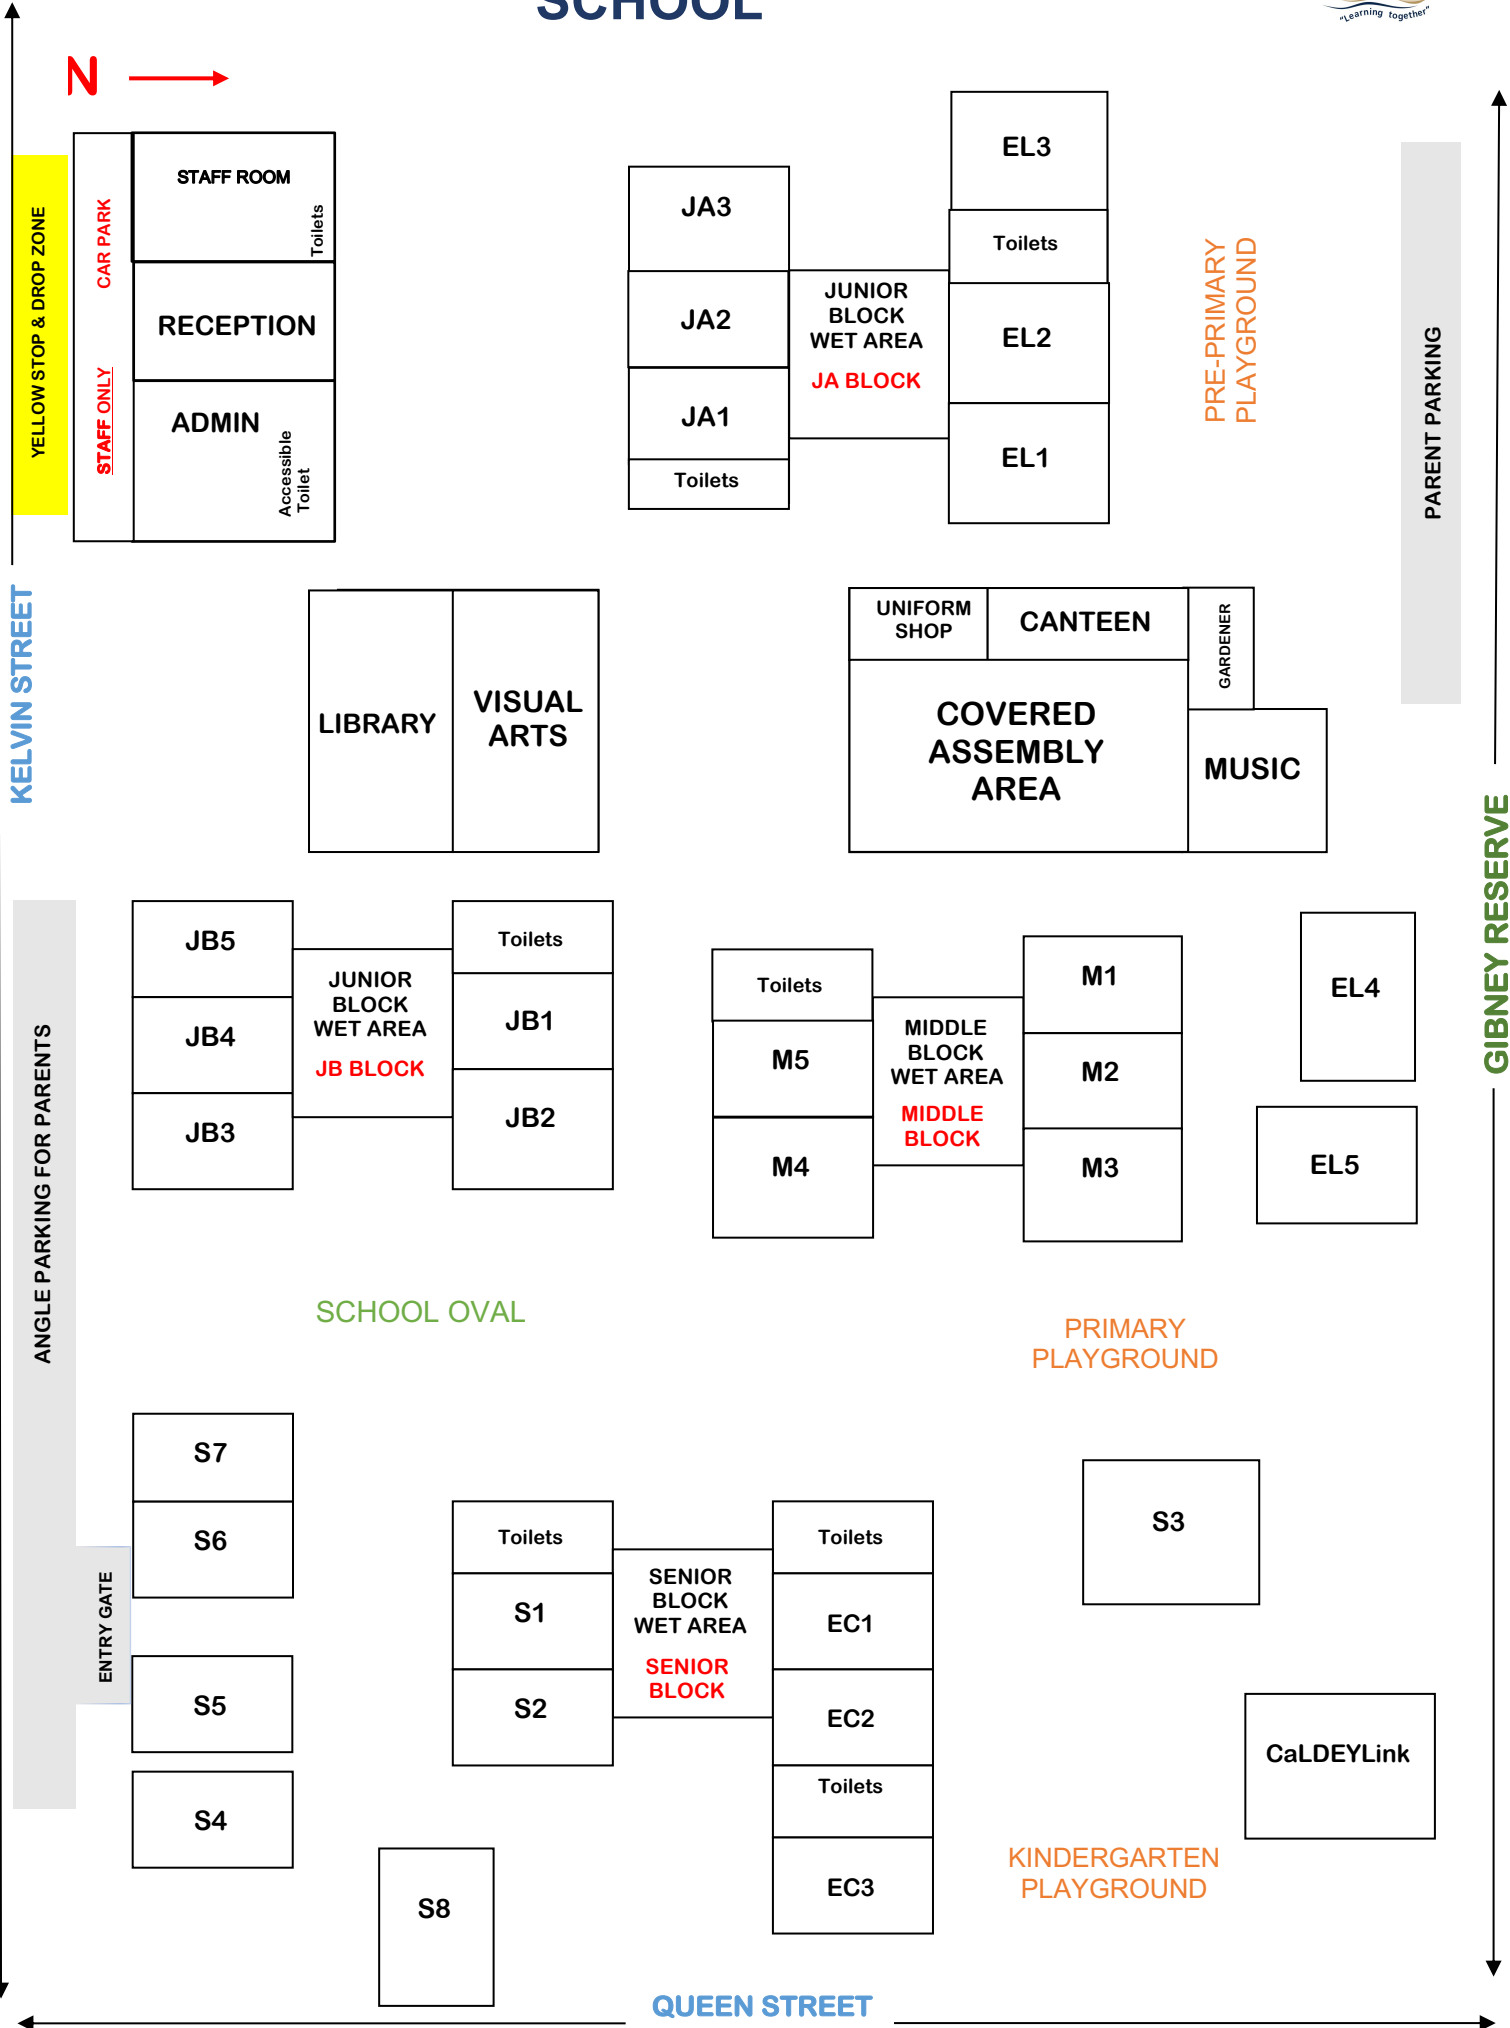 SCHOOL
"Learning together"
N
YELLOW STOP & DROP ZONE
CAR PARK
STAFF ONLY
STAFF ROOM
Toilets
RECEPTION
ADMIN
Accessible
Toilet
JA3
JA2
JA1
Toilets
JUNIOR
BLOCK
WET AREA
JA BLOCK
EL3
Toilets
EL2
EL1
PRE-PRIMARY
PLAYGROUND
PARENT PARKING
KELVIN STREET
LIBRARY
VISUAL
ARTS
UNIFORM
SHOP
CANTEEN
GARDENER
COVERED
ASSEMBLY
AREA
MUSIC
GIBNEY RESERVE
ANGLE PARKING FOR PARENTS
JB5
JB4
JB3
JUNIOR
BLOCK
WET AREA
JB BLOCK
Toilets
JB1
JB2
Toilets
M5
M4
MIDDLE
BLOCK
WET AREA
MIDDLE
BLOCK
M1
M2
M3
EL4
EL5
SCHOOL OVAL
PRIMARY
PLAYGROUND
S7
S6
ENTRY GATE
S5
S4
Toilets
S1
S2
SENIOR
BLOCK
WET AREA
SENIOR
BLOCK
Toilets
EC1
EC2
Toilets
EC3
S3
CaLDEYLink
KINDERGARTEN
PLAYGROUND
S8
QUEEN STREET